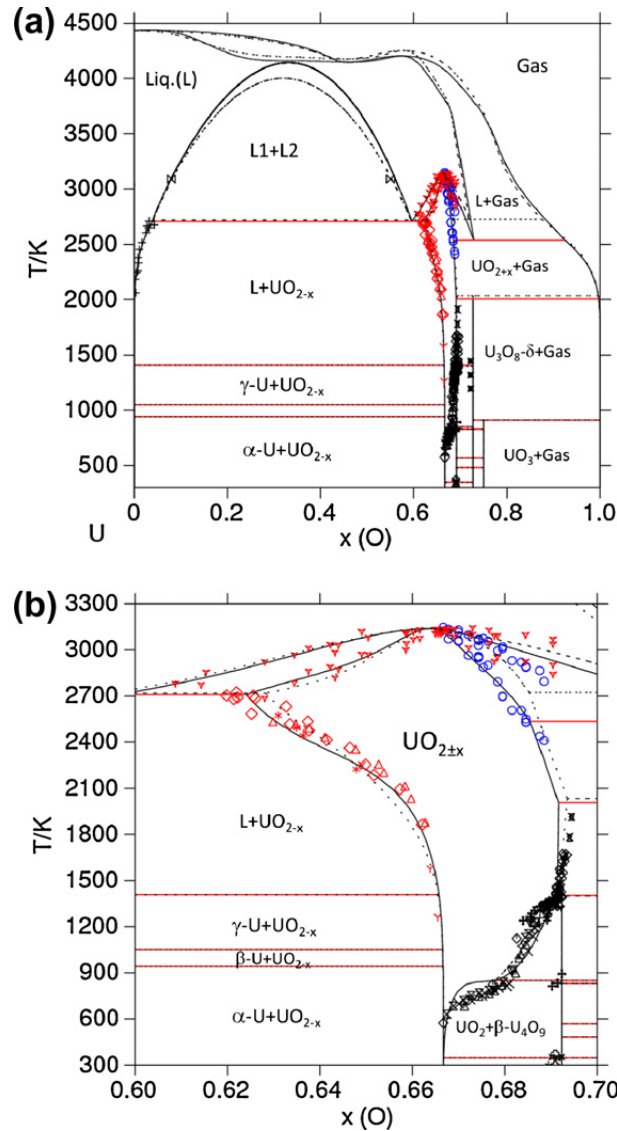 (a)
4500
4000
3500
3000
2500
2000
1500
1000
500
T/K
Liq.(L)
Gas
L1+L2
L+Gas
UO2+x+Gas
L+UO2-x
U3O8-δ+Gas
γ-U+UO2-x
α-U+UO2-x
UO3+Gas
0 0.2 0.4 0.6 0.8 1.0
U
x (O)
(b)
3300
3000
2700
2400
2100
1800
1500
1200
900
600
300
T/K
UO2±x
L+UO2-x
γ-U+UO2-x
β-U+UO2-x
α-U+UO2-x
UO2+β-U4O9
0.60 0.62 0.64 0.66 0.68 0.70
x (O)